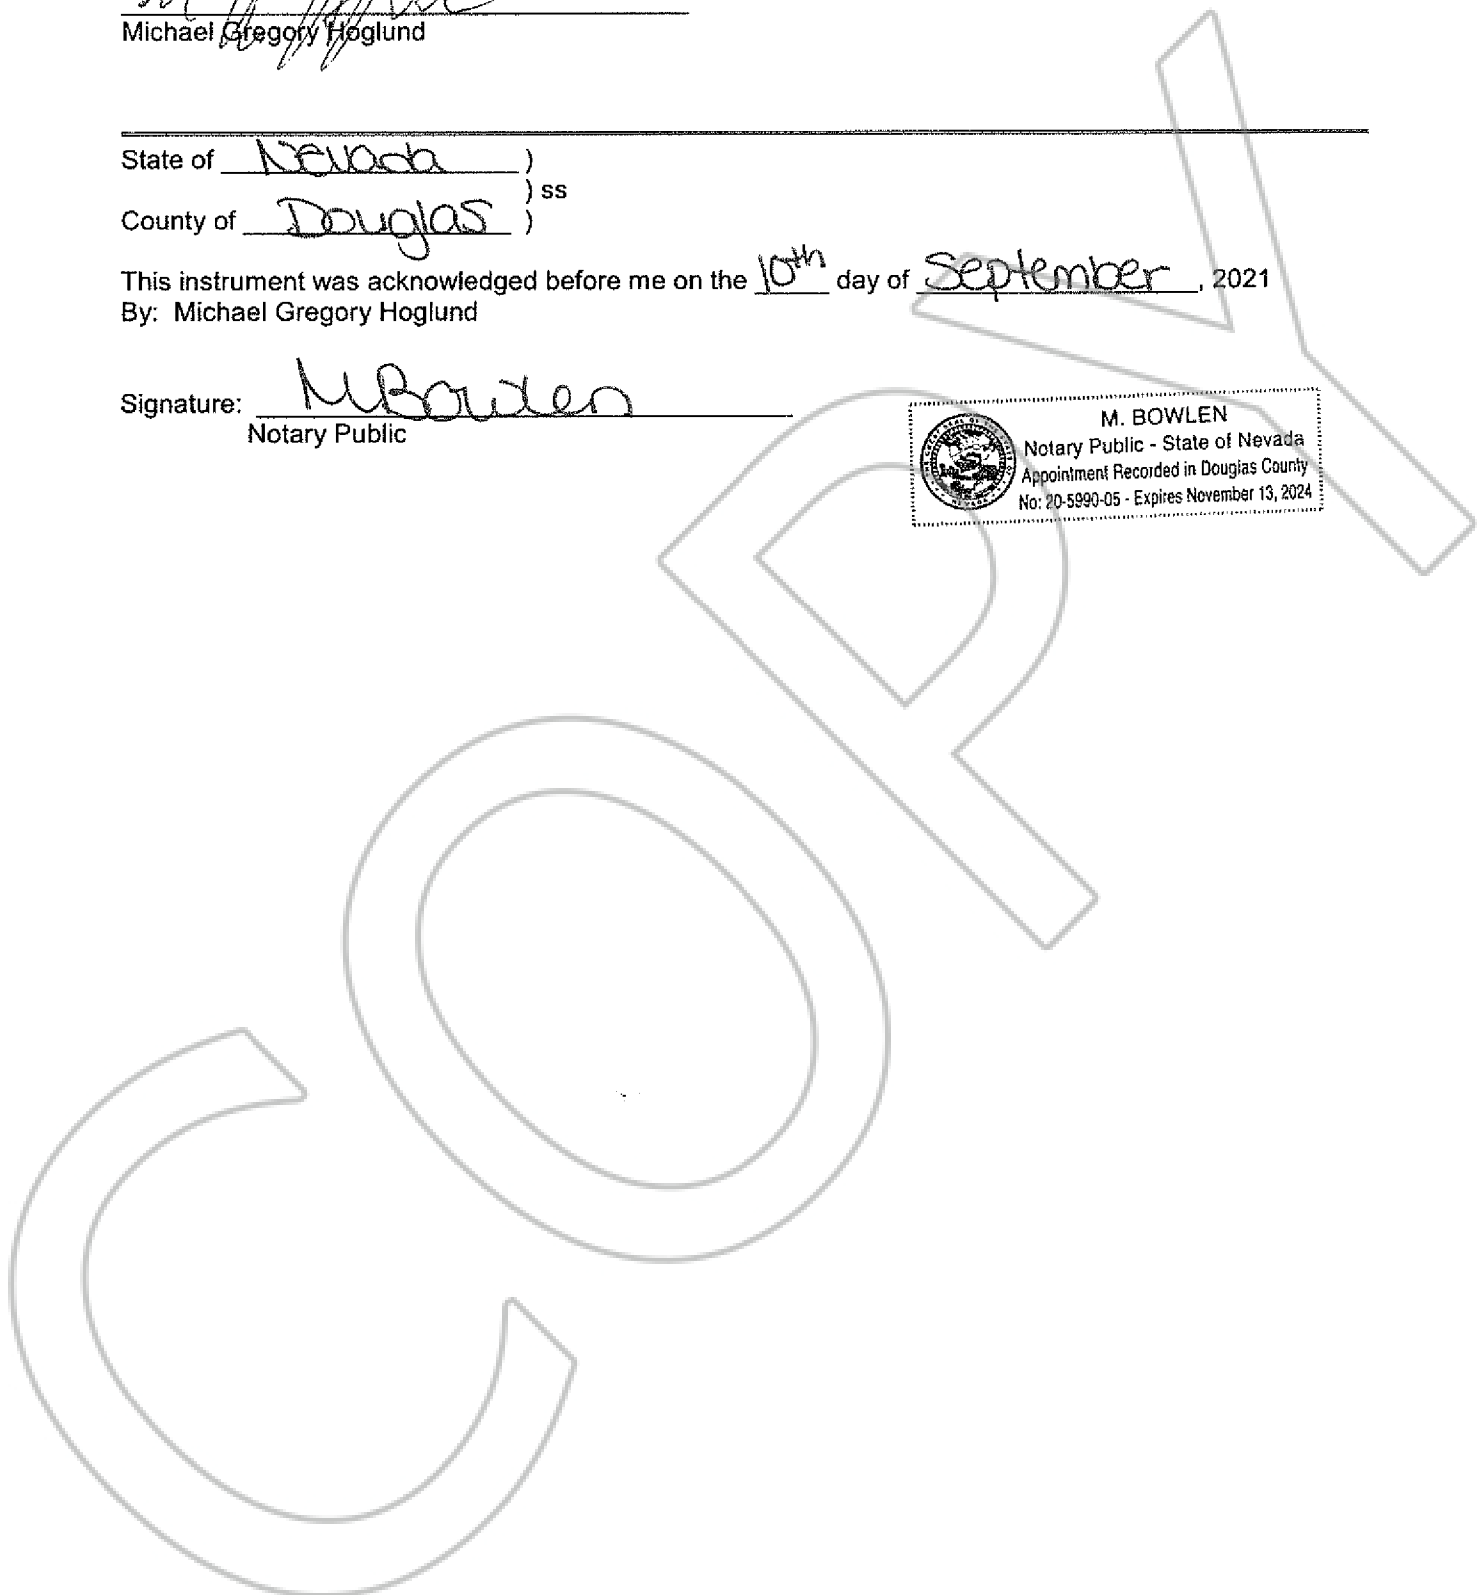 Michael Gregory Hoglund
State of Nevada )
) ss
County of Douglas )
This instrument was acknowledged before me on the 10th day of September, 2021
By: Michael Gregory Hoglund
Signature: M Bowlen
Notary Public
M. BOWLEN
Notary Public - State of Nevada
Appointment Recorded in Douglas County
No: 20-5990-05 - Expires November 13, 2024
COPY